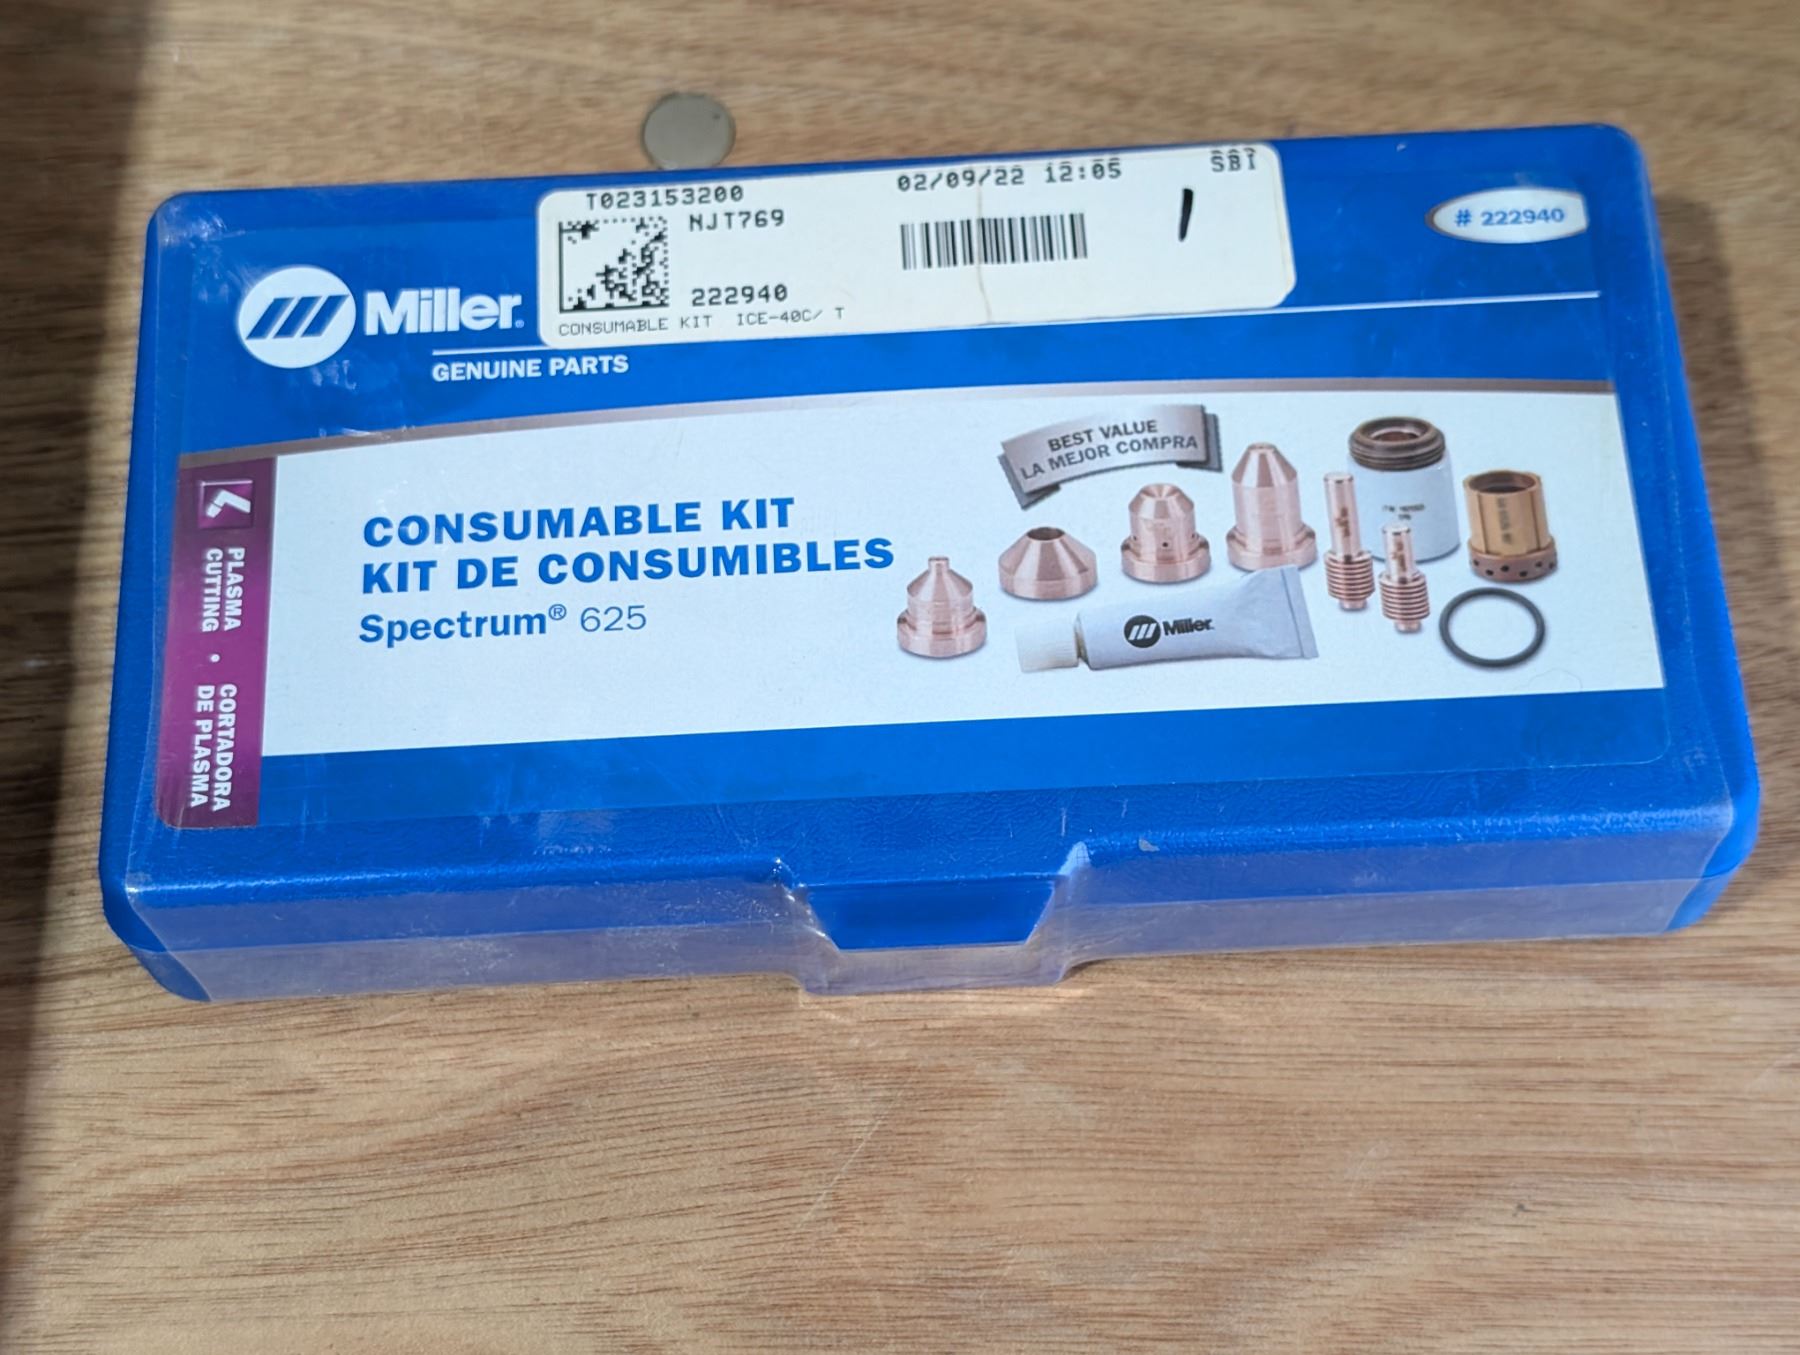 T023153200
NJT769
222940
CONSUMABLE KIT ICE-40C/ T
02/09/22 12:05
SBI
# 222940
Miller®
GENUINE PARTS
BEST VALUE
LA MEJOR COMPRA
CONSUMABLE KIT
KIT DE CONSUMIBLES
Spectrum® 625
Miller
PLASMA
CUTTING
•
CORTADORA
DE PLASMA